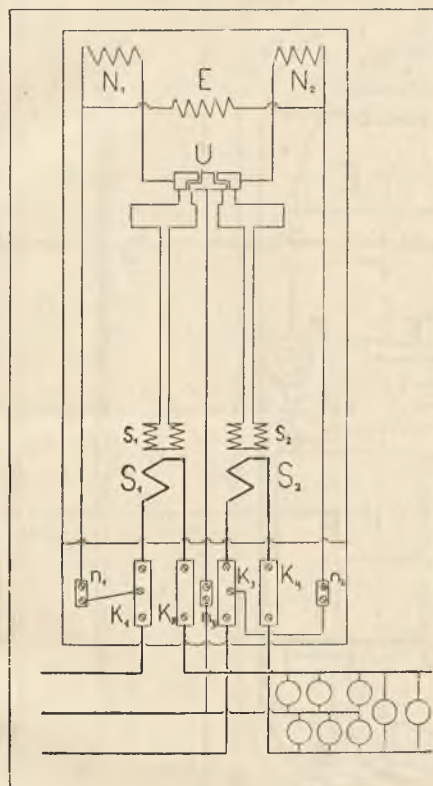 N₁ E N₂
U
s₁ s₂
S₁ S₂
n₁ K₁ K₂ n₃ K₃ K₄ n₂